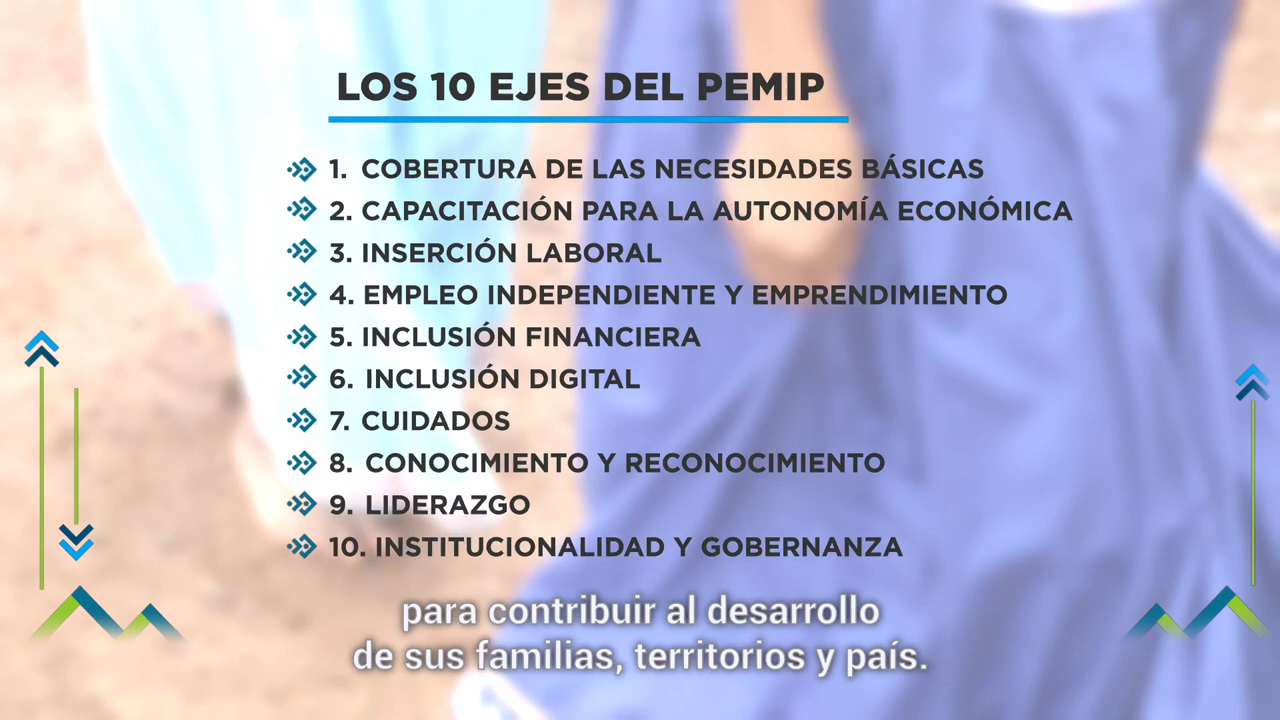 LOS 10 EJES DEL PEMIP
1. COBERTURA DE LAS NECESIDADES BÁSICAS
2. CAPACITACIÓN PARA LA AUTONOMÍA ECONÓMICA
3. INSERCIÓN LABORAL
4. EMPLEO INDEPENDIENTE Y EMPRENDIMIENTO
5. INCLUSIÓN FINANCIERA
6. INCLUSIÓN DIGITAL
7. CUIDADOS
8. CONOCIMIENTO Y RECONOCIMIENTO
9. LIDERAZGO
10. INSTITUCIONALIDAD Y GOBERNANZA
para contribuir al desarrollo
de sus familias, territorios y país.